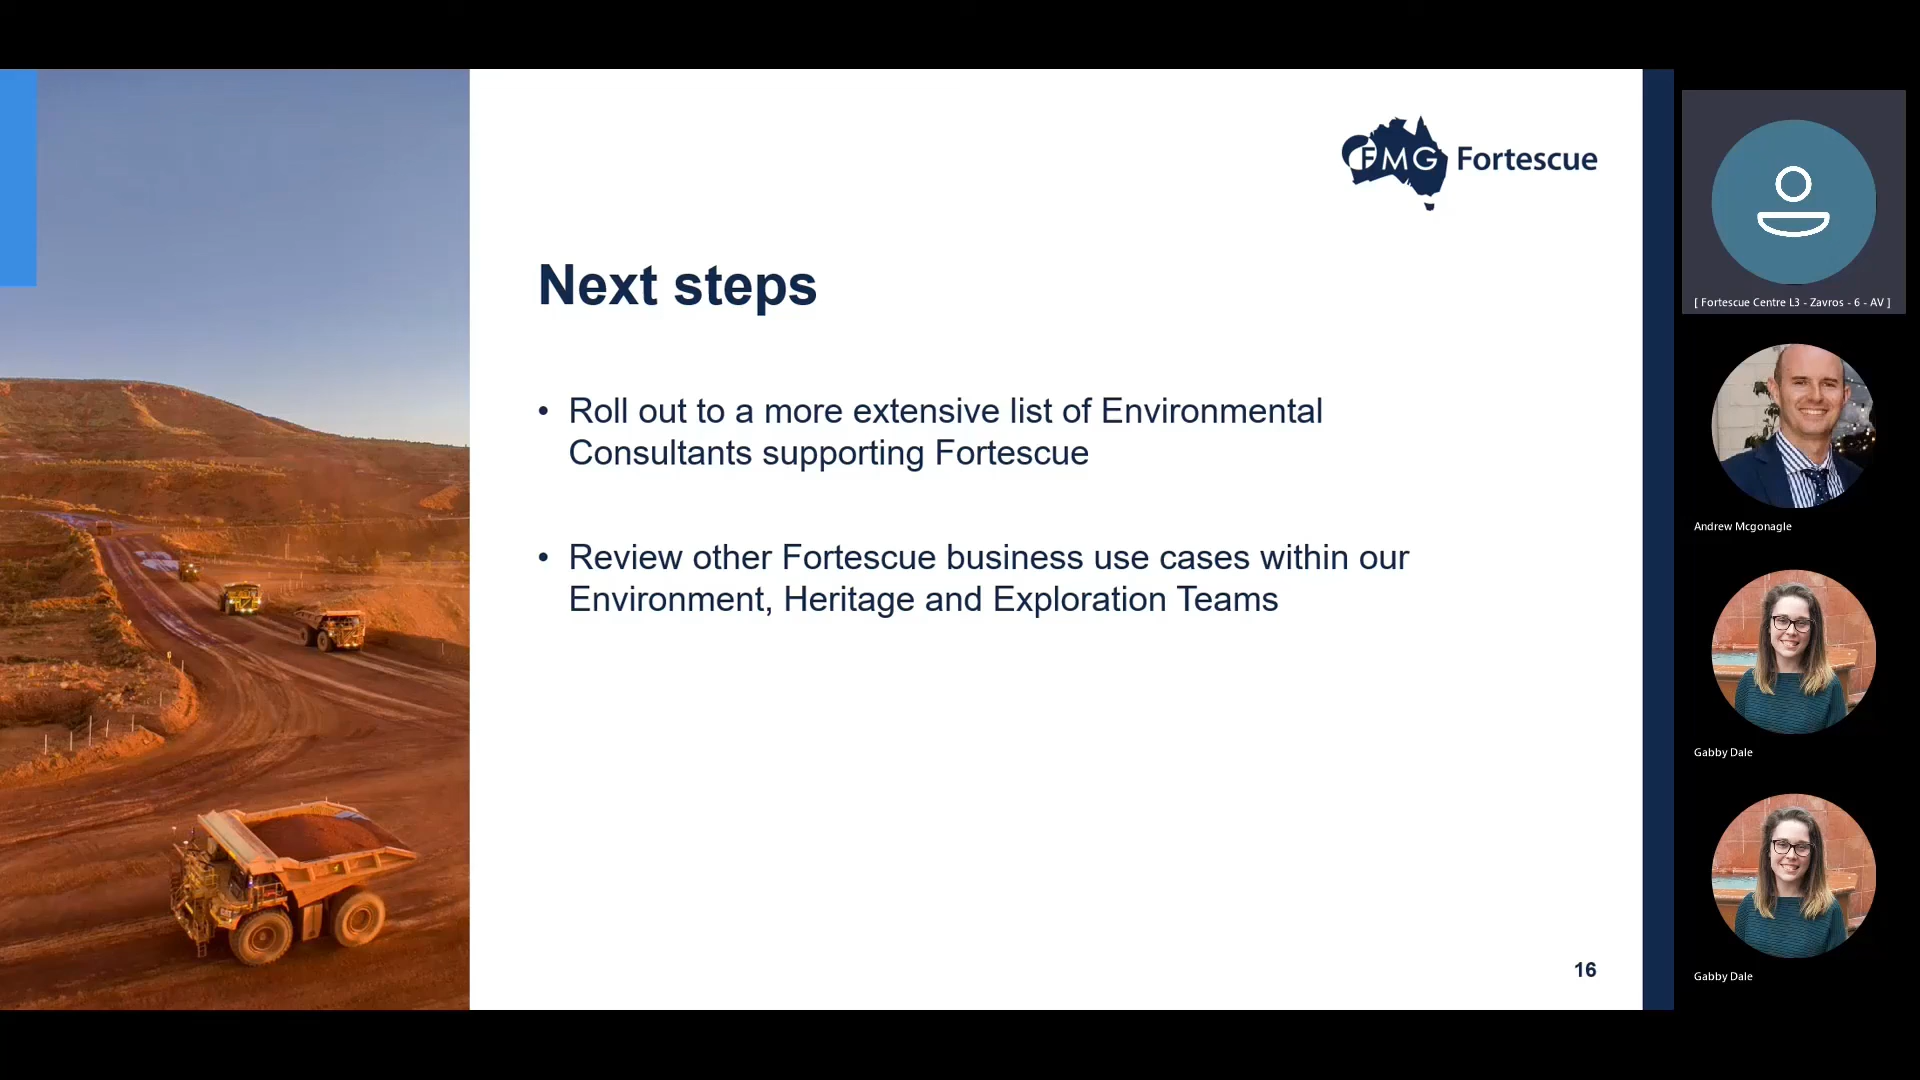 FMG Fortescue
Next steps
• Roll out to a more extensive list of Environmental
Consultants supporting Fortescue
• Review other Fortescue business use cases within our
Environment, Heritage and Exploration Teams
16
[ Fortescue Centre L3 - Zavros - 6 - AV ]
Andrew Mcgonagle
Gabby Dale
Gabby Dale